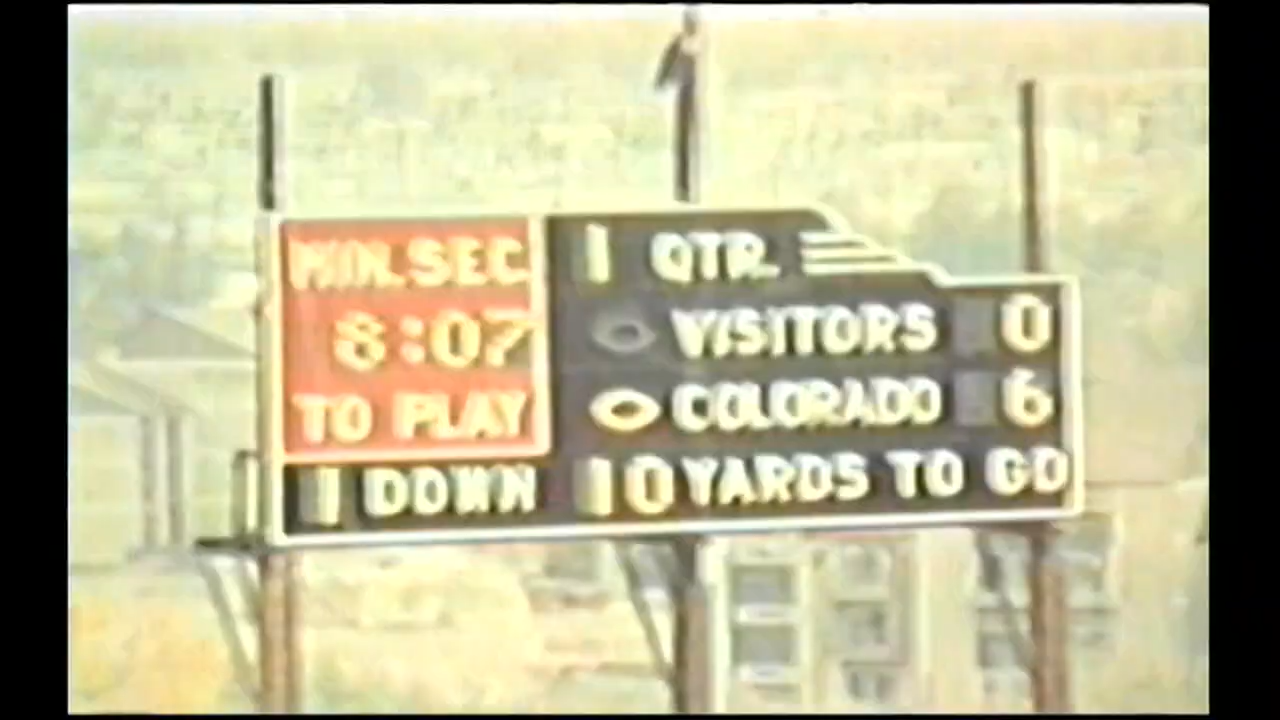 MIN. SEC
8:07
TO PLAY
1 QTR.
VISITORS 0
COLORADO 6
1 DOWN 10 YARDS TO GO